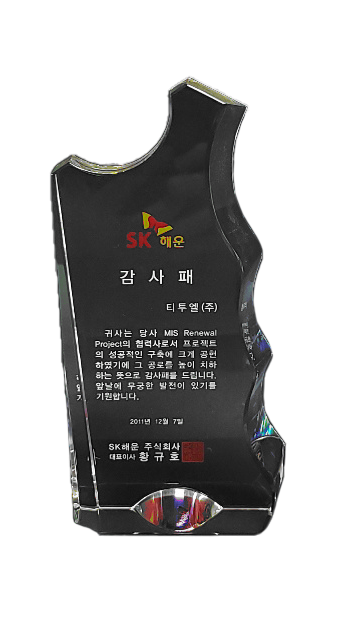 SK 해운
감 사 패
티투엘(주)
귀사는 당사 MIS Renewal
Project의 협력사로서 프로젝트
의 성공적인 구축에 크게 공헌
하였기에 그 공로를 높이 치하
하는 뜻으로 감사패를 드립니다.
앞날에 무궁한 발전이 있기를
기원합니다.
2011년 12월 7일
SK해운 주식회사
대표이사 황 규 호